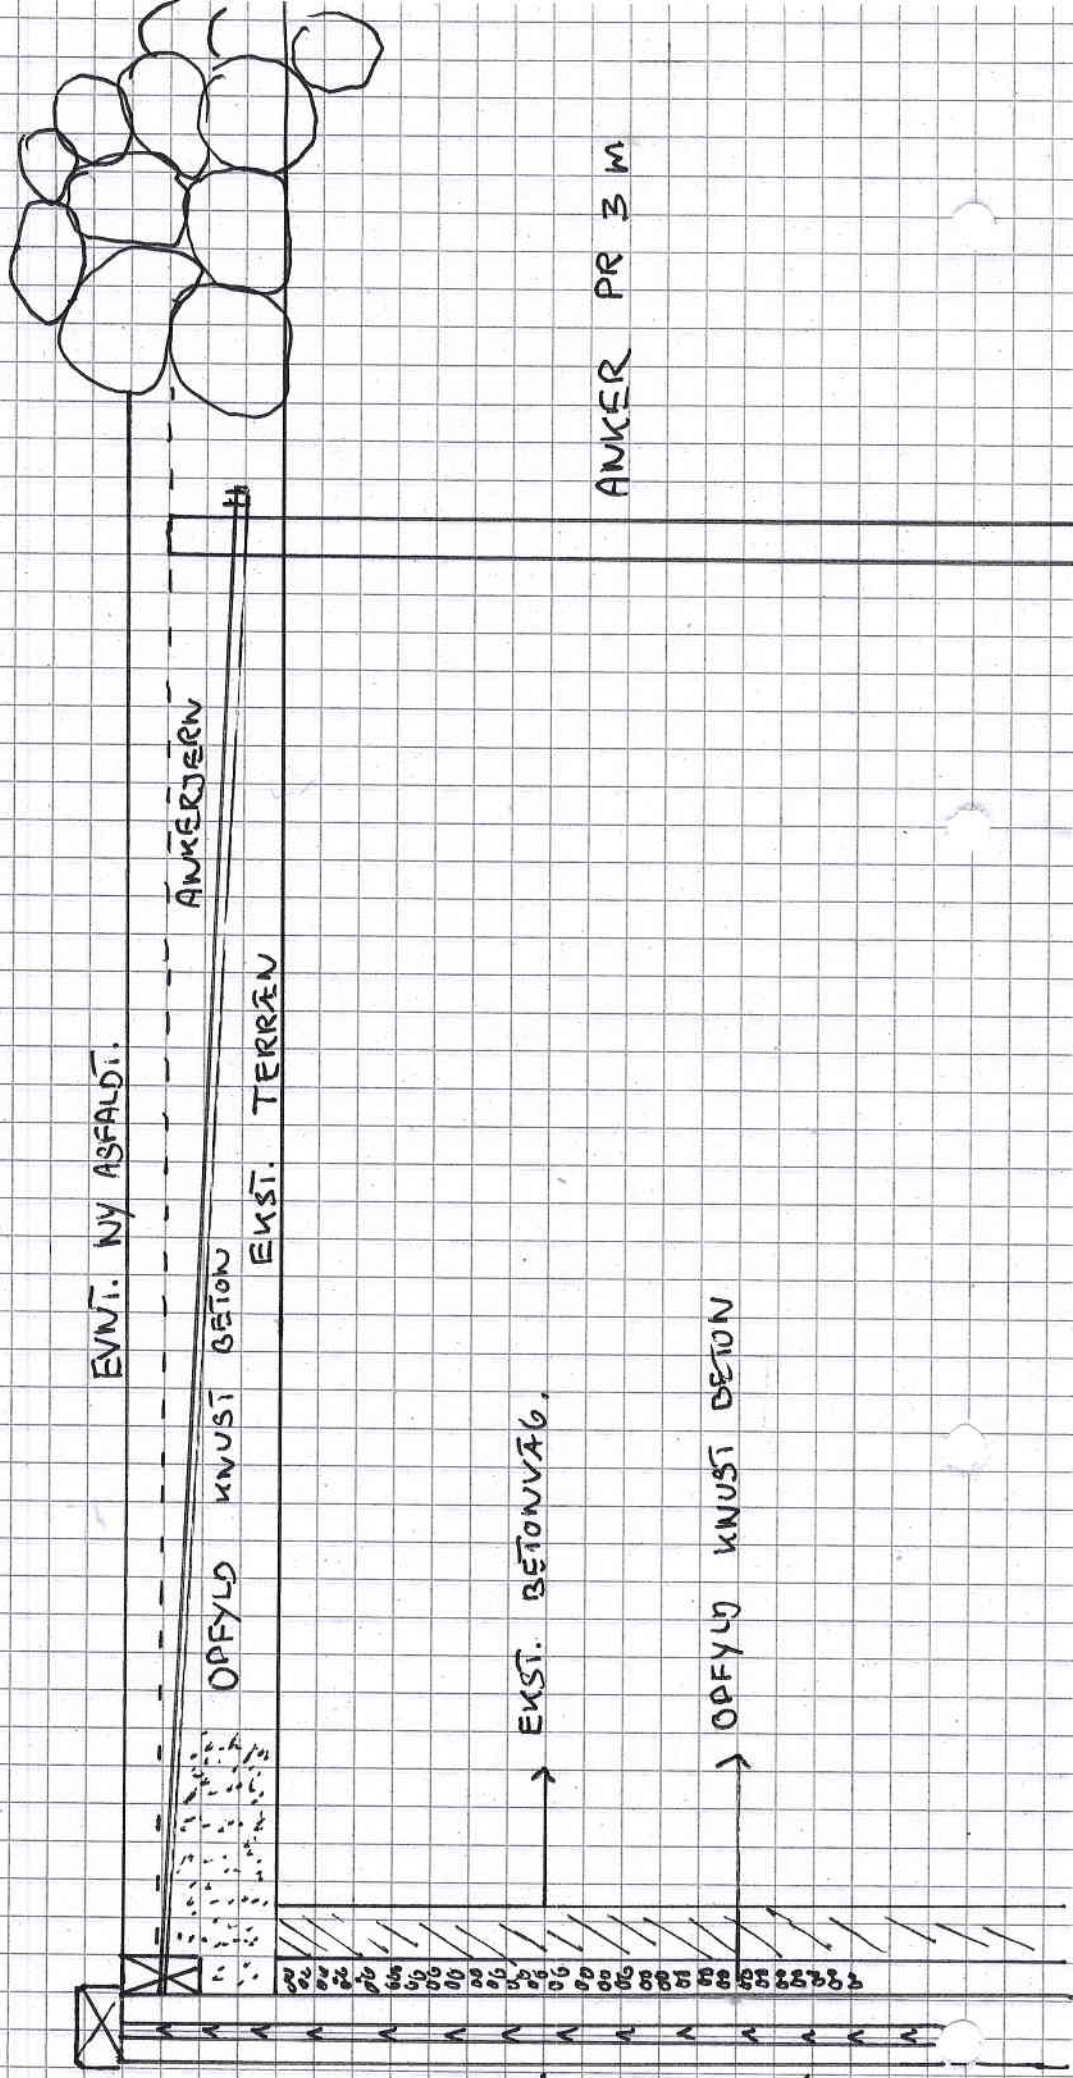 EVNT. NY ASFALDT.
ANKERJERN
OPFYLD KNUST BETON
EKST. TERRÆN
EKST. BETONVÆG.
ANKER PR 3 M
OPFYLD KNUST BETON